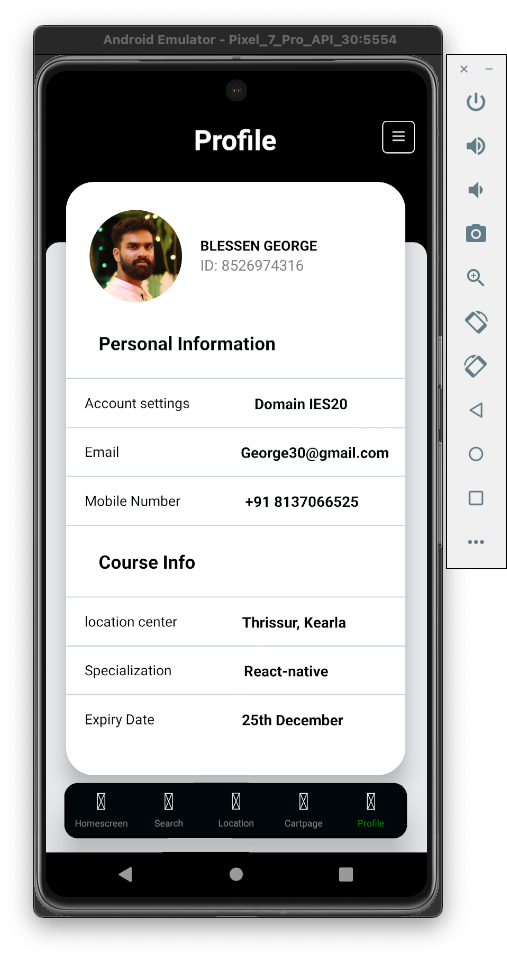 Android Emulator - Pixel_7_Pro_API_30:5554
Profile
BLESSEN GEORGE
ID: 8526974316
Personal Information
Account settings Domain IES20
Email George30@gmail.com
Mobile Number +91 8137066525
Course Info
location center Thrissur, Kearla
Specialization React-native
Expiry Date 25th December
Homescreen Search Location Cartpage Profile